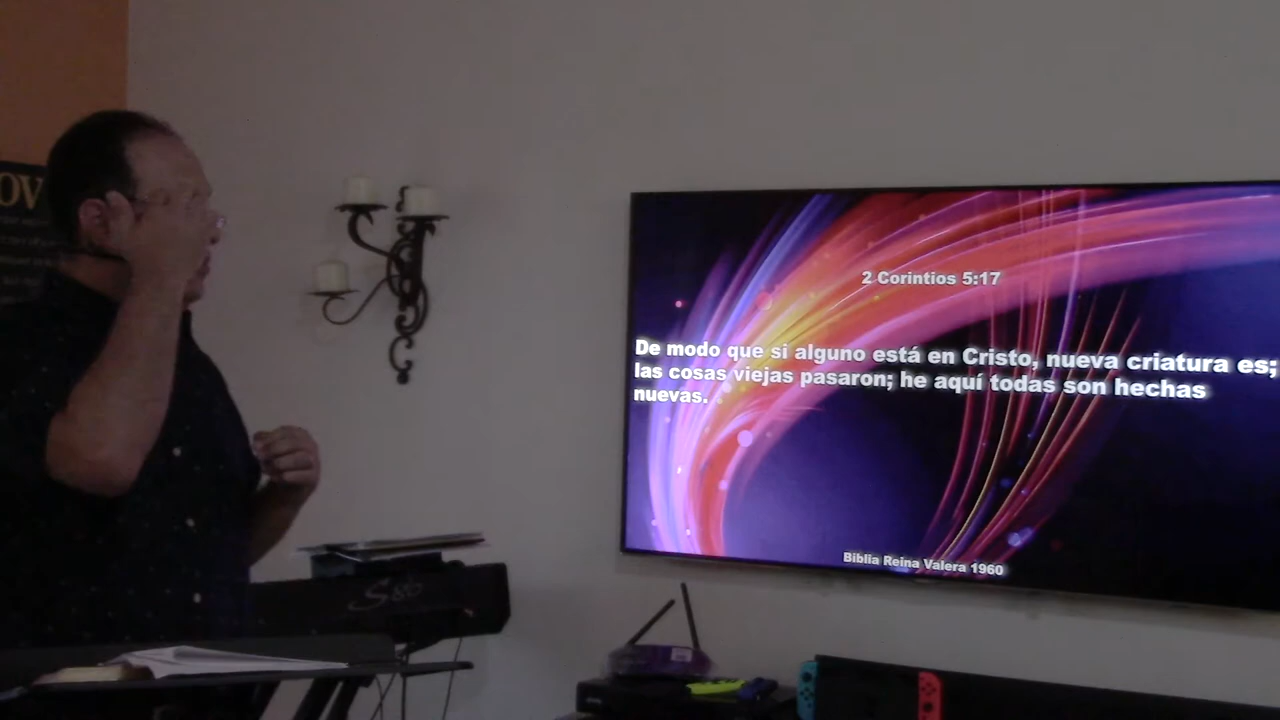 OV
2 Corintios 5:17
De modo que si alguno está en Cristo, nueva criatura es;
las cosas viejas pasaron; he aquí todas son hechas
nuevas.
Biblia Reina Valera 1960